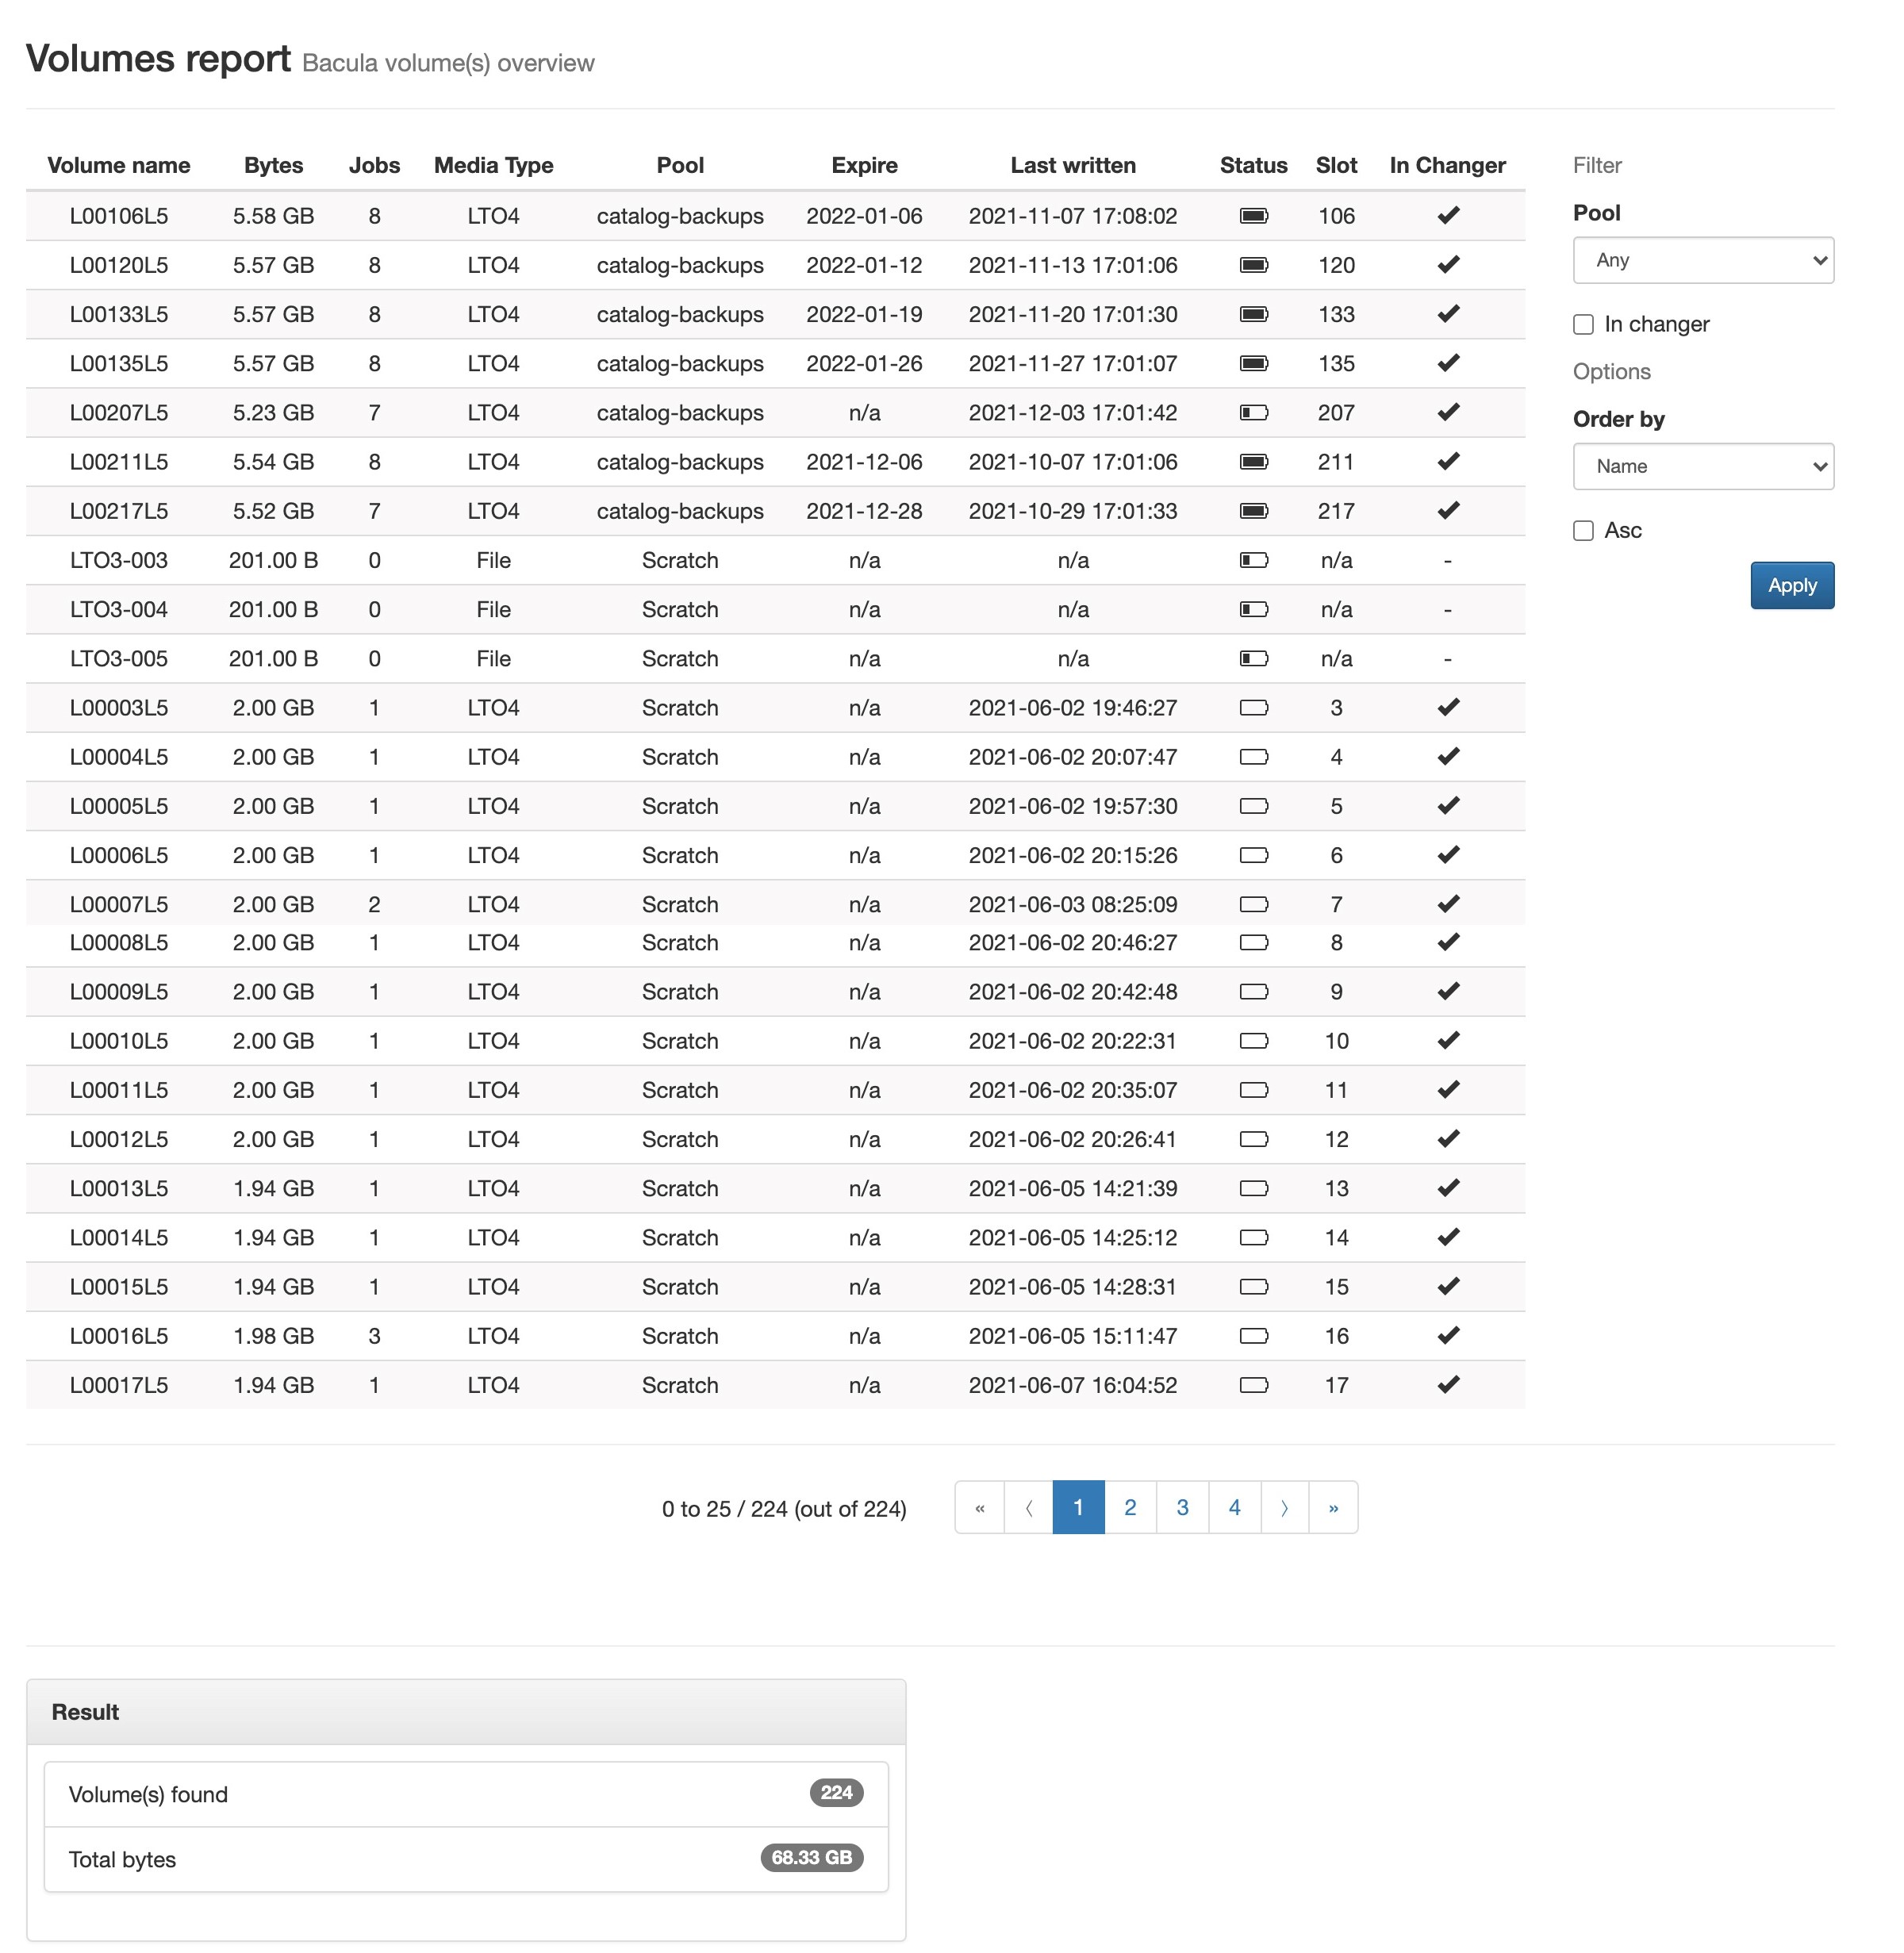 Volumes report Bacula volume(s) overview
Volume name Bytes Jobs Media Type Pool Expire Last written Status Slot In Changer
L00106L5 5.58 GB 8 LTO4 catalog-backups 2022-01-06 2021-11-07 17:08:02 106
L00120L5 5.57 GB 8 LTO4 catalog-backups 2022-01-12 2021-11-13 17:01:06 120
L00133L5 5.57 GB 8 LTO4 catalog-backups 2022-01-19 2021-11-20 17:01:30 133
L00135L5 5.57 GB 8 LTO4 catalog-backups 2022-01-26 2021-11-27 17:01:07 135
L00207L5 5.23 GB 7 LTO4 catalog-backups n/a 2021-12-03 17:01:42 207
L00211L5 5.54 GB 8 LTO4 catalog-backups 2021-12-06 2021-10-07 17:01:06 211
L00217L5 5.52 GB 7 LTO4 catalog-backups 2021-12-28 2021-10-29 17:01:33 217
LTO3-003 201.00 B 0 File Scratch n/a n/a n/a -
LTO3-004 201.00 B 0 File Scratch n/a n/a n/a -
LTO3-005 201.00 B 0 File Scratch n/a n/a n/a -
L00003L5 2.00 GB 1 LTO4 Scratch n/a 2021-06-02 19:46:27 3
L00004L5 2.00 GB 1 LTO4 Scratch n/a 2021-06-02 20:07:47 4
L00005L5 2.00 GB 1 LTO4 Scratch n/a 2021-06-02 19:57:30 5
L00006L5 2.00 GB 1 LTO4 Scratch n/a 2021-06-02 20:15:26 6
L00007L5 2.00 GB 2 LTO4 Scratch n/a 2021-06-03 08:25:09 7
L00008L5 2.00 GB 1 LTO4 Scratch n/a 2021-06-02 20:46:27 8
L00009L5 2.00 GB 1 LTO4 Scratch n/a 2021-06-02 20:42:48 9
L00010L5 2.00 GB 1 LTO4 Scratch n/a 2021-06-02 20:22:31 10
L00011L5 2.00 GB 1 LTO4 Scratch n/a 2021-06-02 20:35:07 11
L00012L5 2.00 GB 1 LTO4 Scratch n/a 2021-06-02 20:26:41 12
L00013L5 1.94 GB 1 LTO4 Scratch n/a 2021-06-05 14:21:39 13
L00014L5 1.94 GB 1 LTO4 Scratch n/a 2021-06-05 14:25:12 14
L00015L5 1.94 GB 1 LTO4 Scratch n/a 2021-06-05 14:28:31 15
L00016L5 1.98 GB 3 LTO4 Scratch n/a 2021-06-05 15:11:47 16
L00017L5 1.94 GB 1 LTO4 Scratch n/a 2021-06-07 16:04:52 17
Filter
Pool
Any
In changer
Options
Order by
Name
Asc
Apply
0 to 25 / 224 (out of 224) « 〈 1 2 3 4 〉 »
Result
Volume(s) found 224
Total bytes 68.33 GB